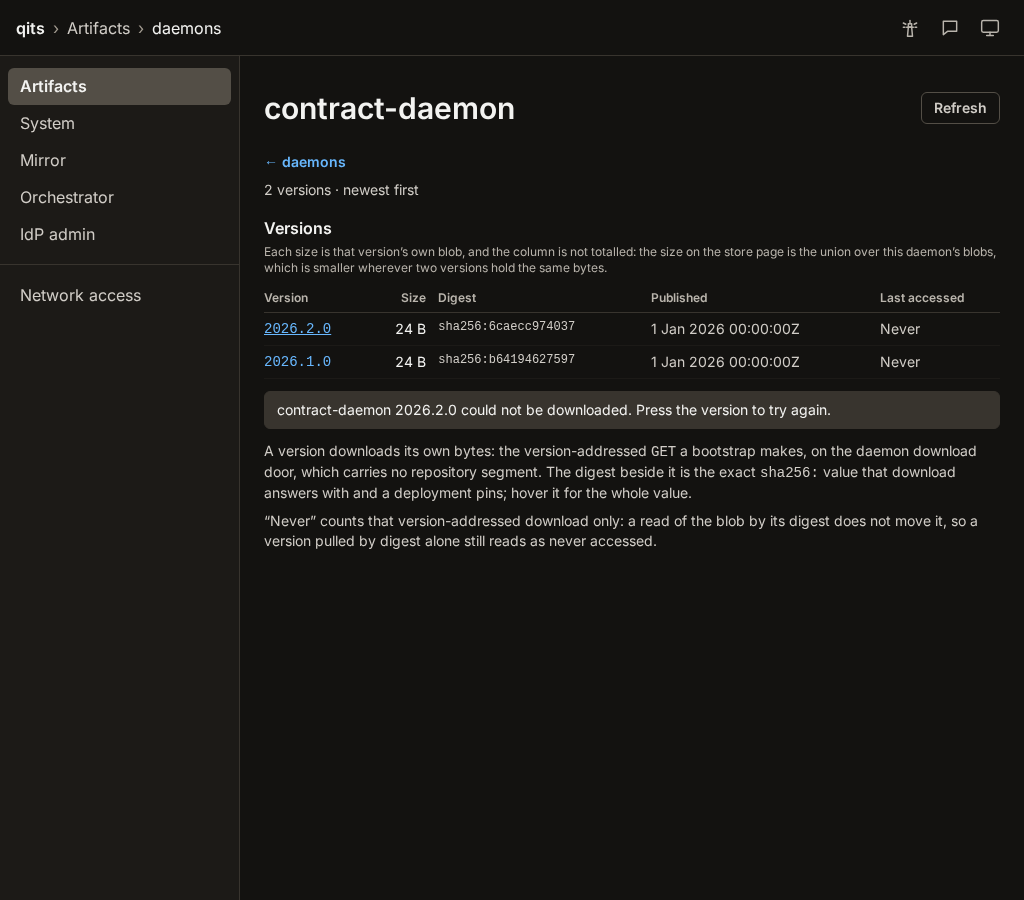 qits › Artifacts › daemons
Artifacts
System
Mirror
Orchestrator
IdP admin
Network access
contract-daemon
Refresh
← daemons
2 versions · newest first
Versions
Each size is that version’s own blob, and the column is not totalled: the size on the store page is the union over this daemon’s blobs,
which is smaller wherever two versions hold the same bytes.
Version Size Digest Published Last accessed
2026.2.0 24 B sha256:6caecc974037 1 Jan 2026 00:00:00Z Never
2026.1.0 24 B sha256:b64194627597 1 Jan 2026 00:00:00Z Never
contract-daemon 2026.2.0 could not be downloaded. Press the version to try again.
A version downloads its own bytes: the version-addressed GET a bootstrap makes, on the daemon download
door, which carries no repository segment. The digest beside it is the exact sha256: value that download
answers with and a deployment pins; hover it for the whole value.
“Never” counts that version-addressed download only: a read of the blob by its digest does not move it, so a
version pulled by digest alone still reads as never accessed.